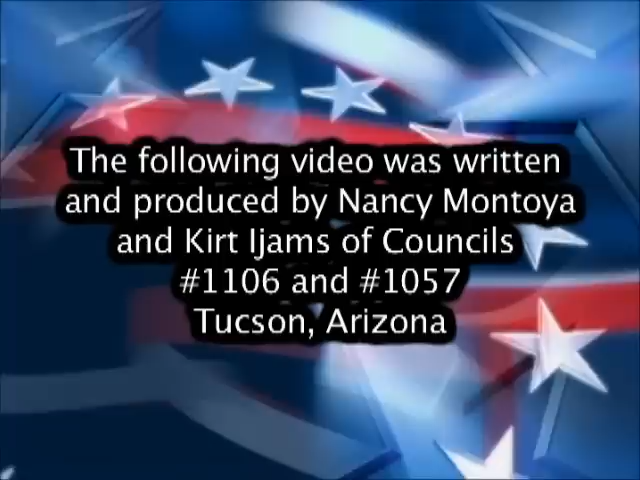 The following video was written
and produced by Nancy Montoya
and Kirt Ijams of Councils
#1106 and #1057
Tucson, Arizona